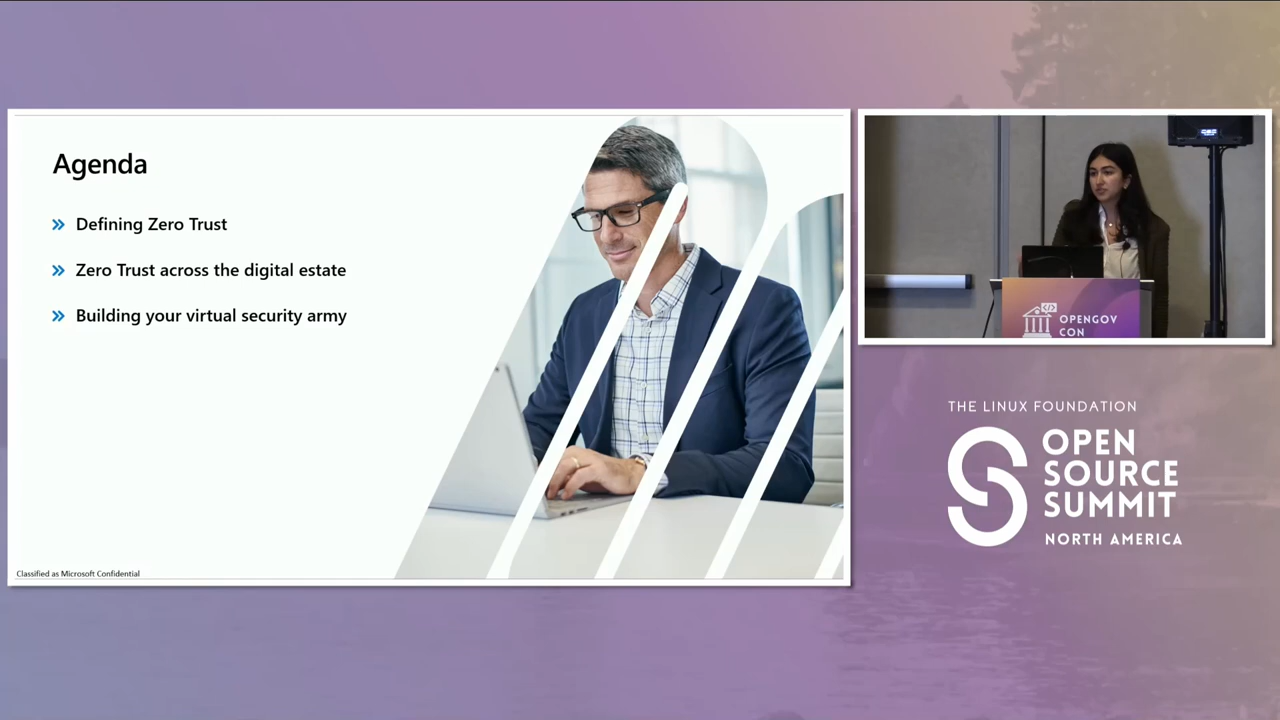 Agenda
Defining Zero Trust
Zero Trust across the digital estate
Building your virtual security army
Classified as Microsoft Confidential
OPENGOV
CON
THE LINUX FOUNDATION
OPEN
SOURCE
SUMMIT
NORTH AMERICA